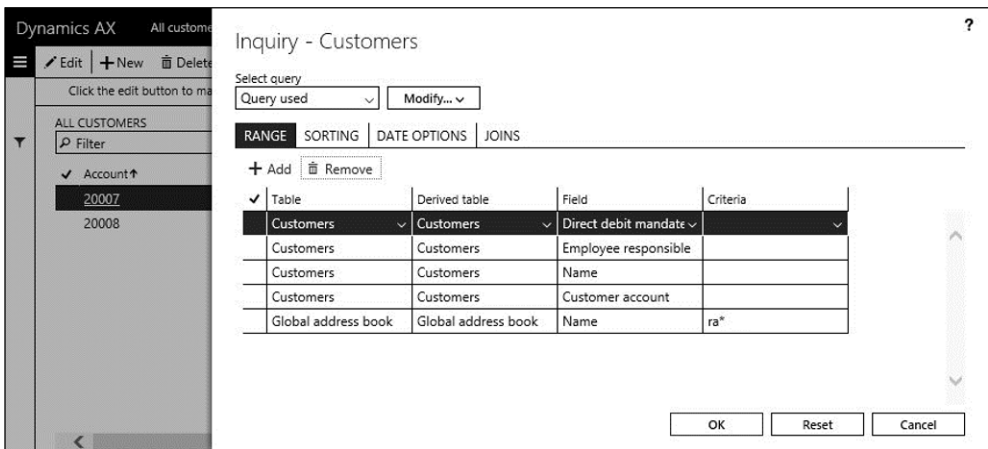 Dynamics AX All custome
Edit + New Delete
Click the edit button to ma
ALL CUSTOMERS
Filter
✓ Account↑
20007
20008
?
Inquiry - Customers
Select query
Query used Modify...
RANGE SORTING DATE OPTIONS JOINS
+ Add Remove
✓ Table Derived table Field Criteria
Customers Customers Direct debit mandate
Customers Customers Employee responsible
Customers Customers Name
Customers Customers Customer account
Global address book Global address book Name ra*
OK Reset Cancel